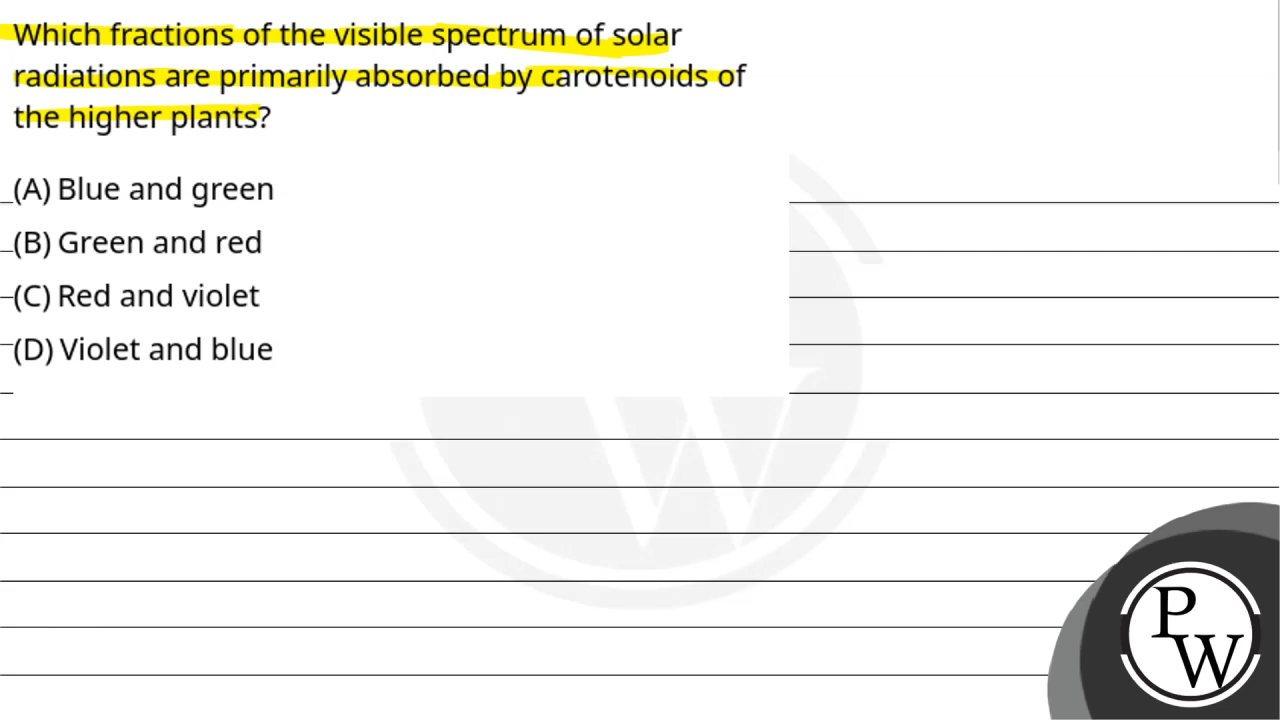 Which fractions of the visible spectrum of solar
radiations are primarily absorbed by carotenoids of
the higher plants?
(A) Blue and green
(B) Green and red
(C) Red and violet
(D) Violet and blue
W
P
W